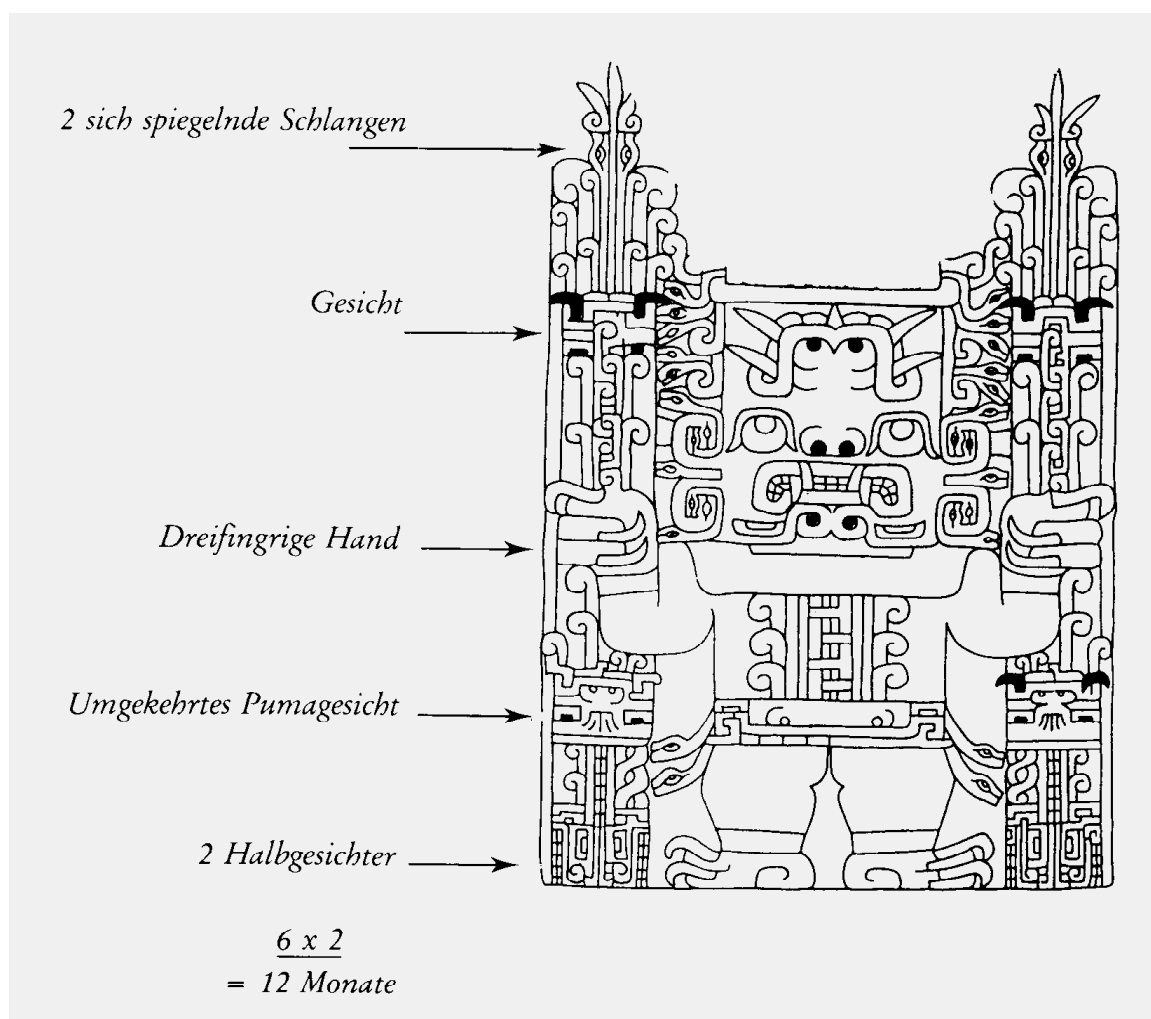 2 sich spiegelnde Schlangen
Gesicht
Dreifingrige Hand
Umgekehrtes Pumagesicht
2 Halbgesichter
6 x 2
= 12 Monate